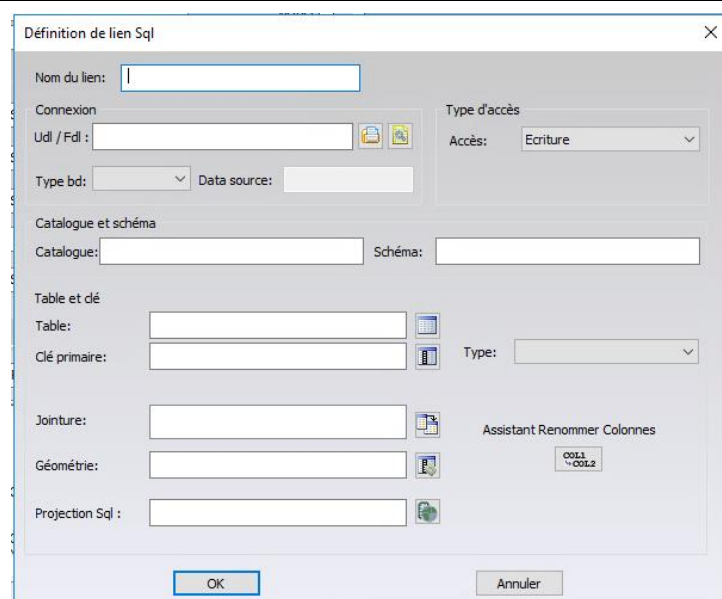 Définition de lien Sql
Nom du lien:
Connexion
Udl / Fdl :
Type bd:
Data source:
Type d'accès
Accès: Ecriture
Catalogue et schéma
Catalogue:
Schéma:
Table et clé
Table:
Clé primaire:
Type:
Jointure:
Géométrie:
Projection Sql :
Assistant Renommer Colonnes
COL1
COL2
OK
Annuler